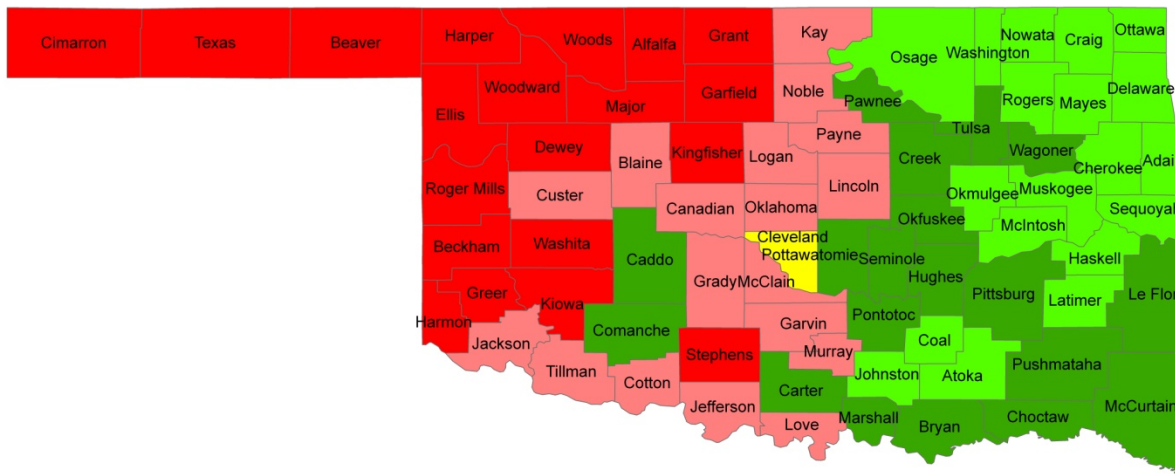 Cimarron
Texas
Beaver
Harper
Woods
Alfalfa
Grant
Kay
Osage
Washington
Nowata
Craig
Ottawa
Ellis
Woodward
Major
Garfield
Noble
Pawnee
Rogers
Mayes
Delaware
Dewey
Blaine
Kingfisher
Logan
Payne
Creek
Tulsa
Wagoner
Cherokee
Adai
Roger Mills
Custer
Canadian
Oklahoma
Lincoln
Okfuskee
Okmulgee
Muskogee
McIntosh
Sequoyal
Beckham
Washita
Caddo
Grady
McClain
Cleveland
Pottawatomie
Seminole
Hughes
Pittsburg
Haskell
Latimer
Le Flor
Harmon
Greer
Kiowa
Comanche
Stephens
Garvin
Pontotoc
Coal
Jackson
Tillman
Cotton
Jefferson
Murray
Carter
Johnston
Atoka
Pushmataha
McCurtain
Love
Marshall
Bryan
Choctaw